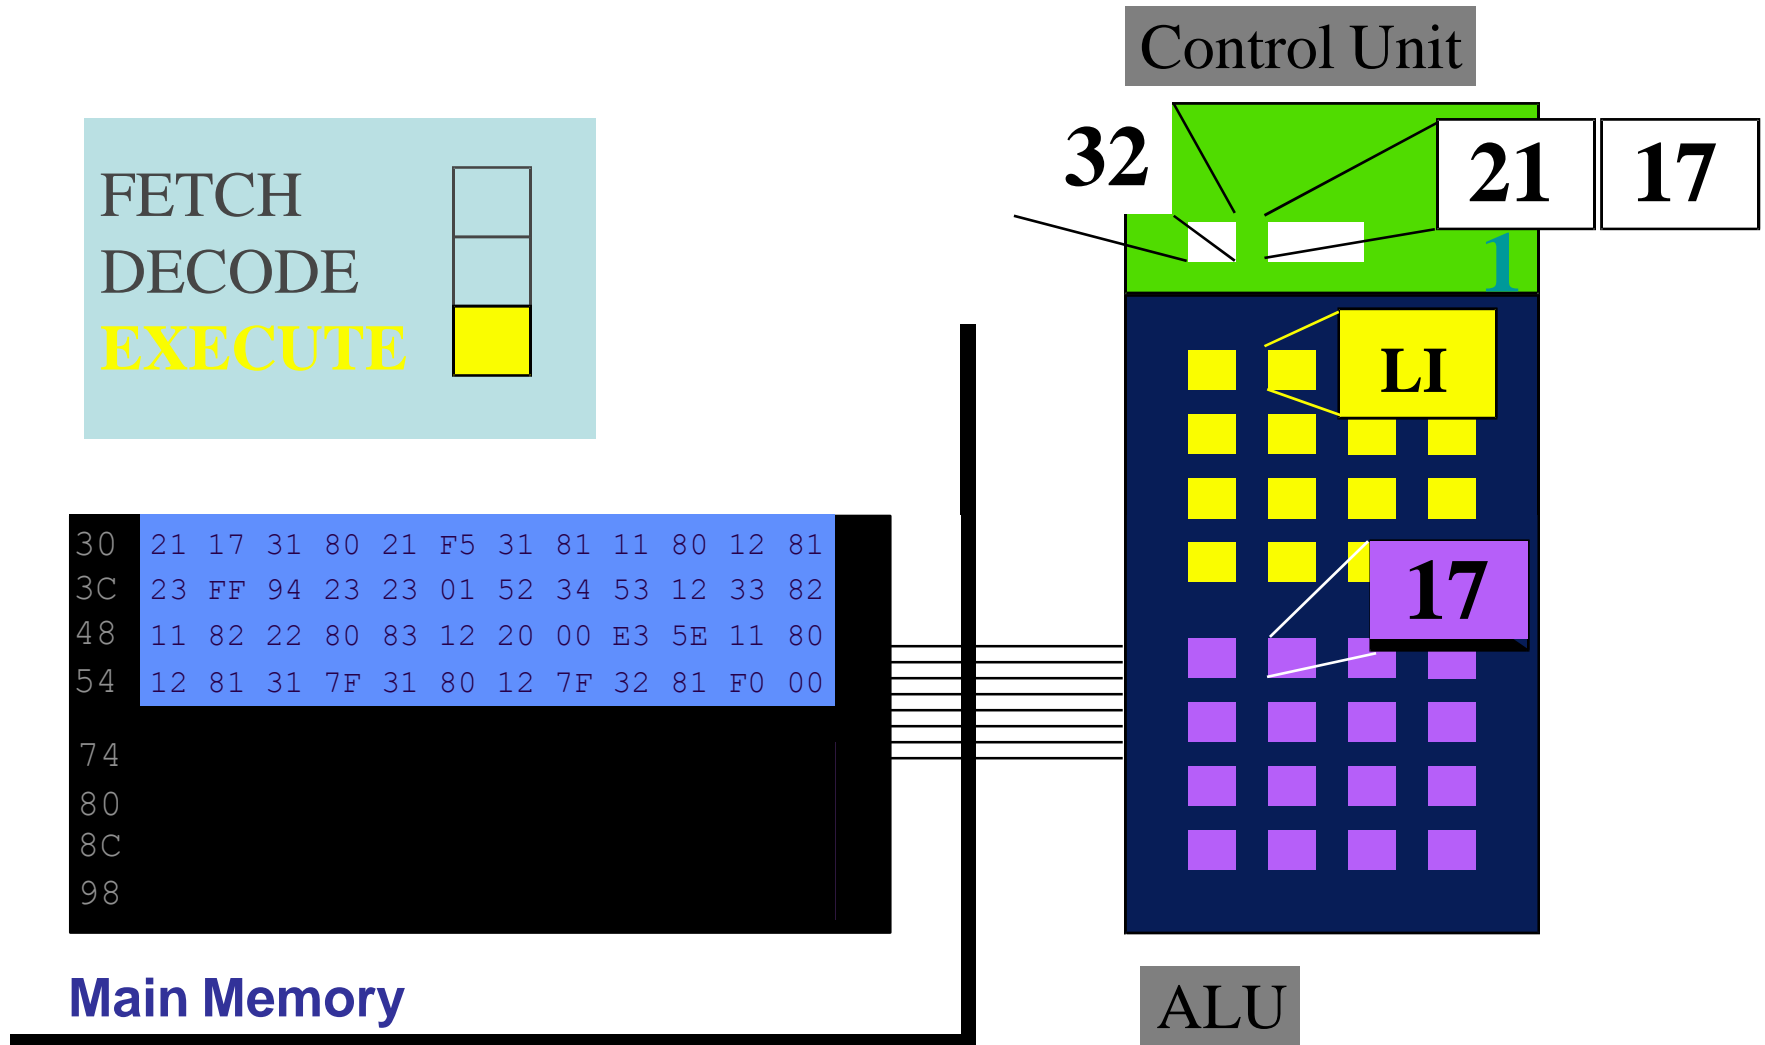 Control Unit
32
21 17
1
FETCH
DECODE
EXECUTE
LI
17
30 21 17 31 80 21 F5 31 81 11 80 12 81
3C 23 FF 94 23 23 01 52 34 53 12 33 82
48 11 82 22 80 83 12 20 00 E3 5E 11 80
54 12 81 31 7F 31 80 12 7F 32 81 F0 00
74
80
8C
98
Main Memory
ALU